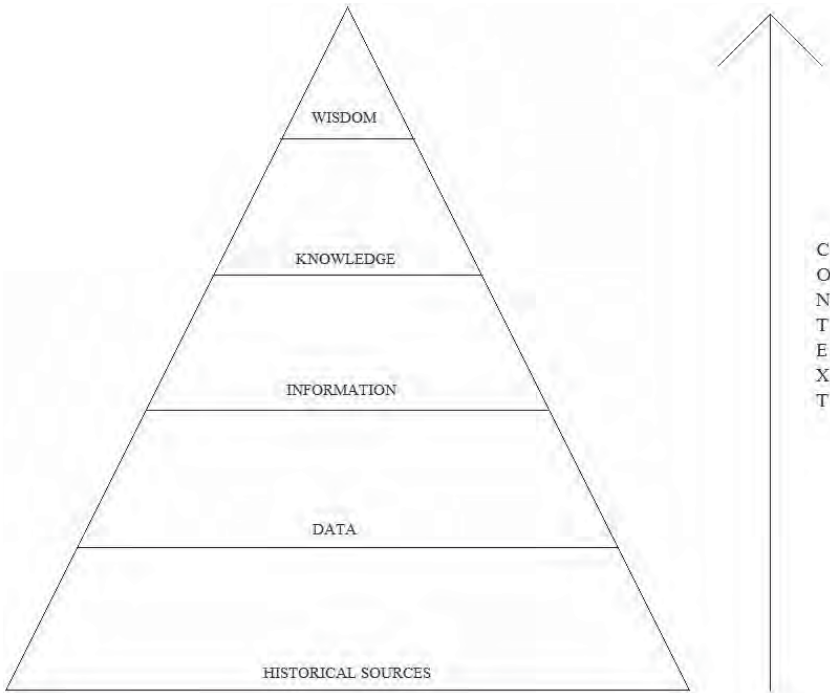 WISDOM
KNOWLEDGE
INFORMATION
DATA
HISTORICAL SOURCES
C
O
N
T
E
X
T